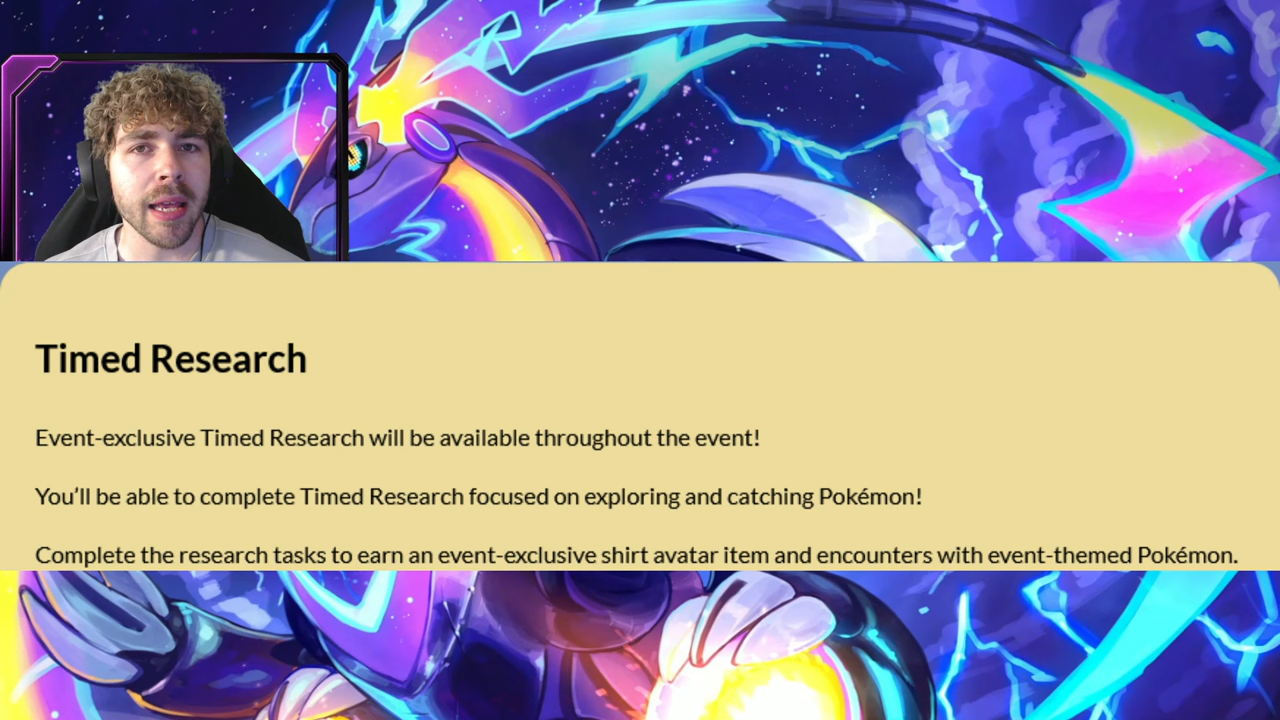 Timed Research
Event-exclusive Timed Research will be available throughout the event!
You'll be able to complete Timed Research focused on exploring and catching Pokémon!
Complete the research tasks to earn an event-exclusive shirt avatar item and encounters with event-themed Pokémon.